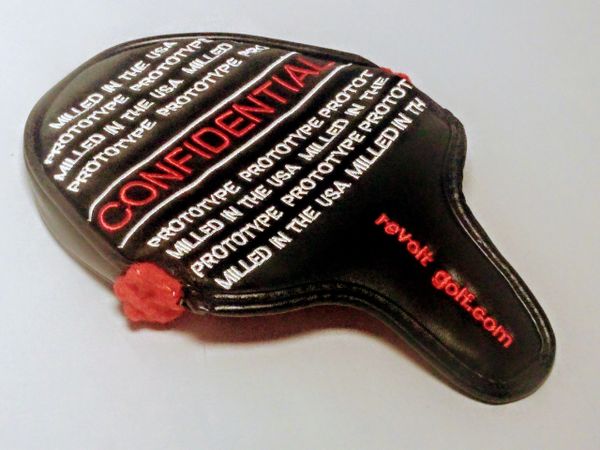 MILLED IN THE USA
PROTOTYPE PROTOTYPE
MILLED IN THE USA MILLED
PROTOTYPE PROTOTYPE PRO
CONFIDENTIAL
PROTOTYPE PROTOTYPE PROTOT
MILLED IN THE USA MILLED IN THE
PROTOTYPE PROTOTYPE PROTOT
MILLED IN THE USA MILLED IN TH
revolt golf.com